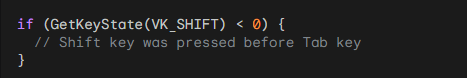 if (GetKeyState(VK_SHIFT) < 0) {
  // Shift key was pressed before Tab key
}